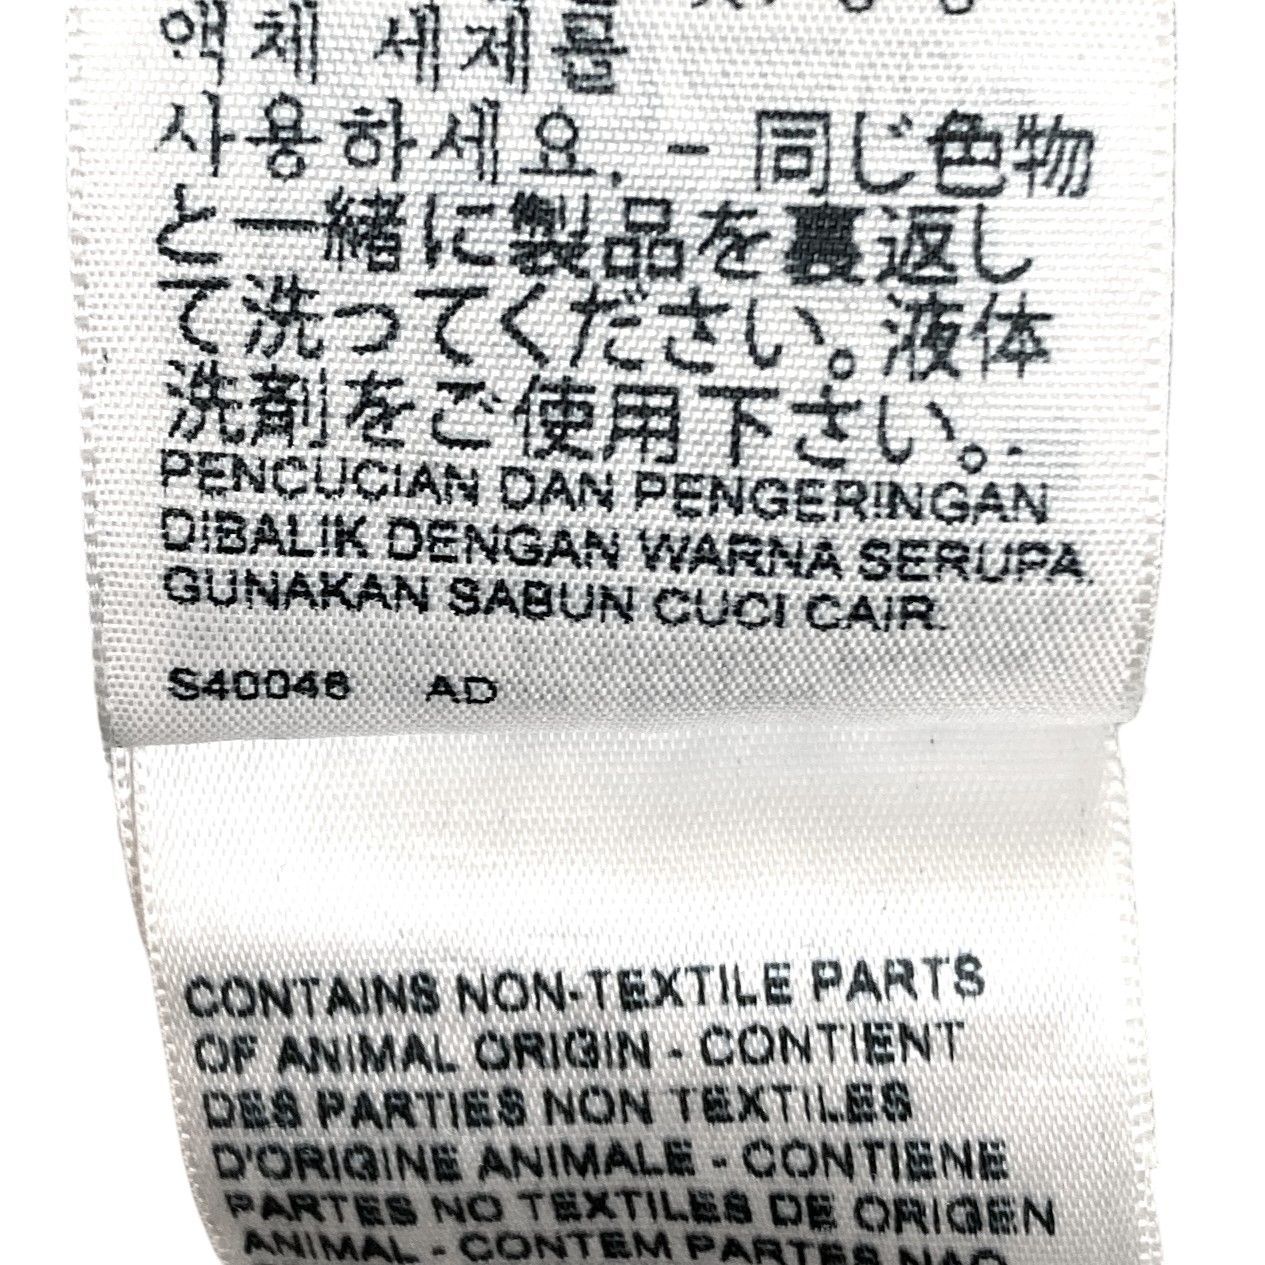 액체 세제를
사용하세요. - 同じ色物
と一緒に製品を裏返し
て洗ってください。液体
洗剤をご使用下さい。-
PENCUCIAN DAN PENGERINGAN
DIBALIK DENGAN WARNA SERUPA.
GUNAKAN SABUN CUCI CAIR.
S40046 AD
CONTAINS NON-TEXTILE PARTS
OF ANIMAL ORIGIN - CONTIENT
DES PARTIES NON TEXTILES
D'ORIGINE ANIMALE - CONTIENE
PARTES NO TEXTILES DE ORIGEN
ANIMAL - CONTEM PARTES NAO